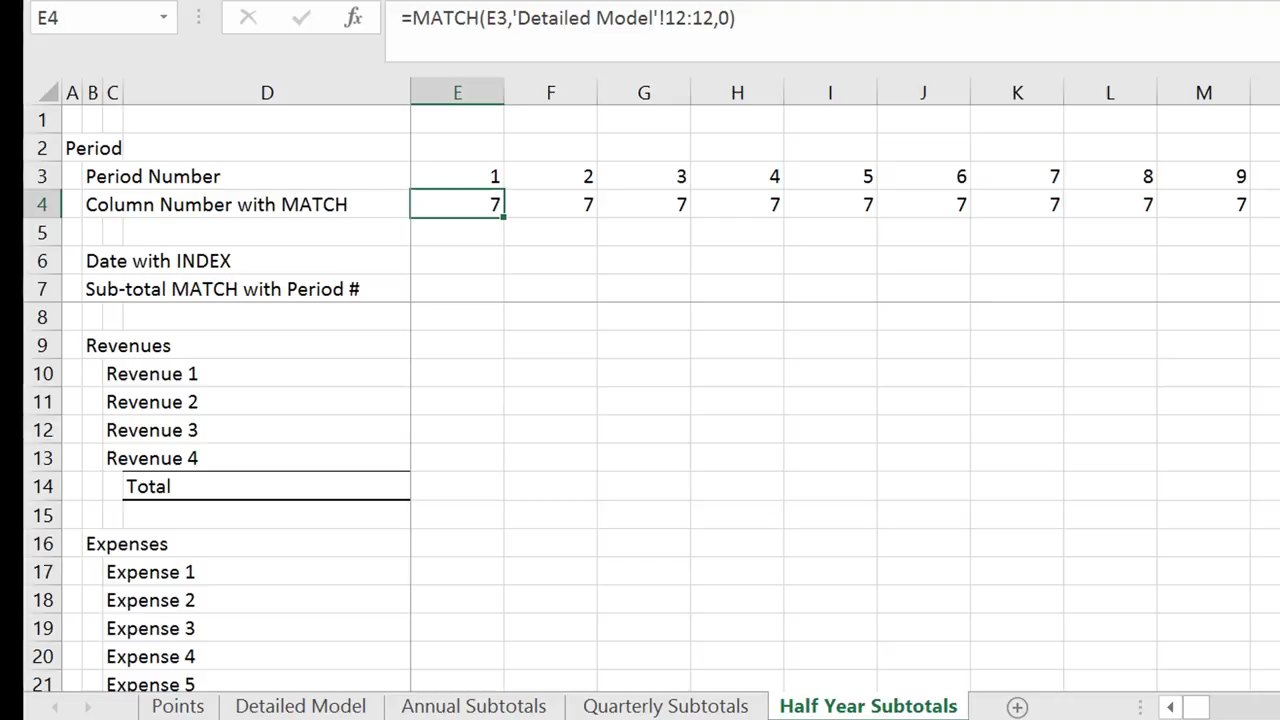 E4 fx =MATCH(E3,'Detailed Model'!12:12,0)
A B C D E F G H I J K L M
1
2 Period
3 Period Number 1 2 3 4 5 6 7 8 9
4 Column Number with MATCH 7 7 7 7 7 7 7 7 7
5
6 Date with INDEX
7 Sub-total MATCH with Period #
8
9 Revenues
10 Revenue 1
11 Revenue 2
12 Revenue 3
13 Revenue 4
14 Total
15
16 Expenses
17 Expense 1
18 Expense 2
19 Expense 3
20 Expense 4
21 Expense 5
Points Detailed Model Annual Subtotals Quarterly Subtotals Half Year Subtotals